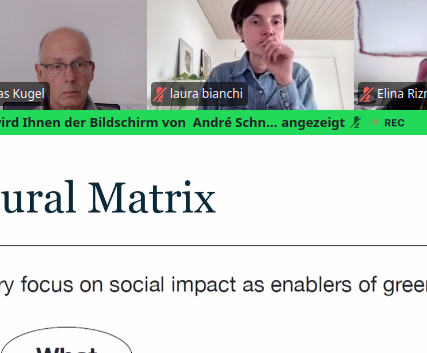 as Kugel
laura bianchi
Elina Rizn
ird Ihnen der Bildschirm von André Schn... angezeigt
REC
ural Matrix
ry focus on social impact as enablers of gree
What